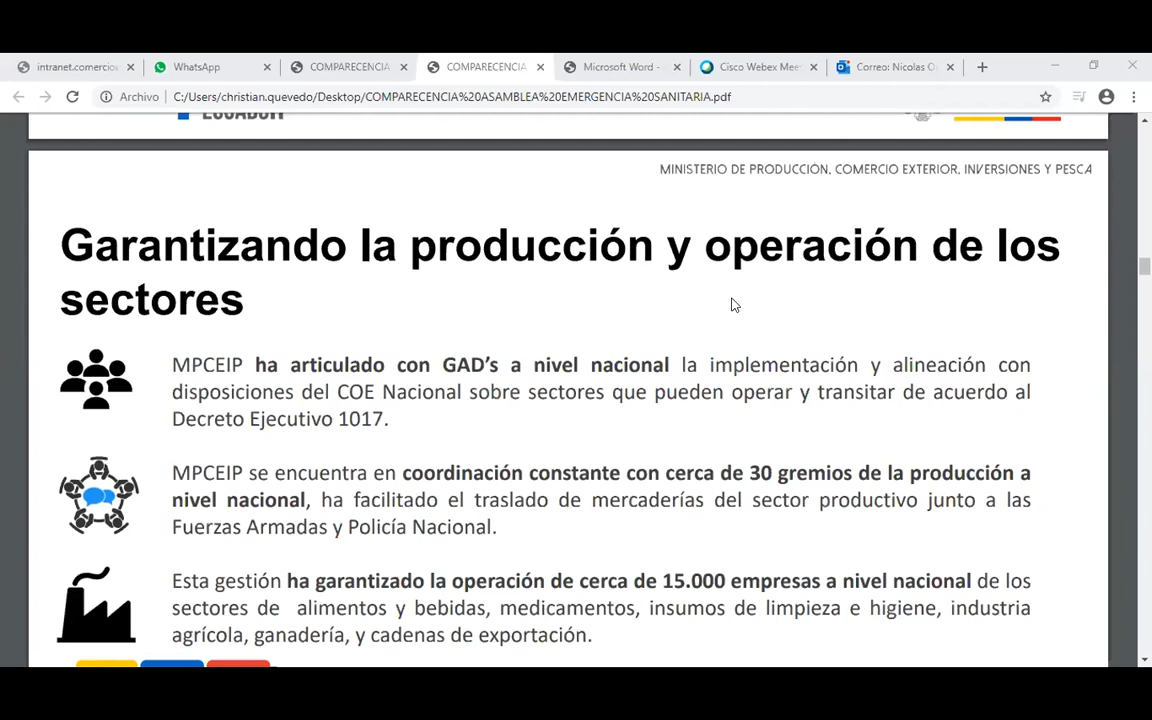 intranet.comercio
WhatsApp
COMPARECENCIA
COMPARECENCIA
Microsoft Word -
Cisco Webex Mee
Correo: Nicolas O
Archivo
C:/Users/christian.quevedo/Desktop/COMPARECENCIA%20ASAMBLEA%20EMERGENCIA%20SANITARIA.pdf
MINISTERIO DE PRODUCCIÓN, COMERCIO EXTERIOR, INVERSIONES Y PESCA
Garantizando la producción y operación de los
sectores
MPCEIP ha articulado con GAD’s a nivel nacional la implementación y alineación con
disposiciones del COE Nacional sobre sectores que pueden operar y transitar de acuerdo al
Decreto Ejecutivo 1017.
MPCEIP se encuentra en coordinación constante con cerca de 30 gremios de la producción a
nivel nacional, ha facilitado el traslado de mercaderías del sector productivo junto a las
Fuerzas Armadas y Policía Nacional.
Esta gestión ha garantizado la operación de cerca de 15.000 empresas a nivel nacional de los
sectores de alimentos y bebidas, medicamentos, insumos de limpieza e higiene, industria
agrícola, ganadería, y cadenas de exportación.